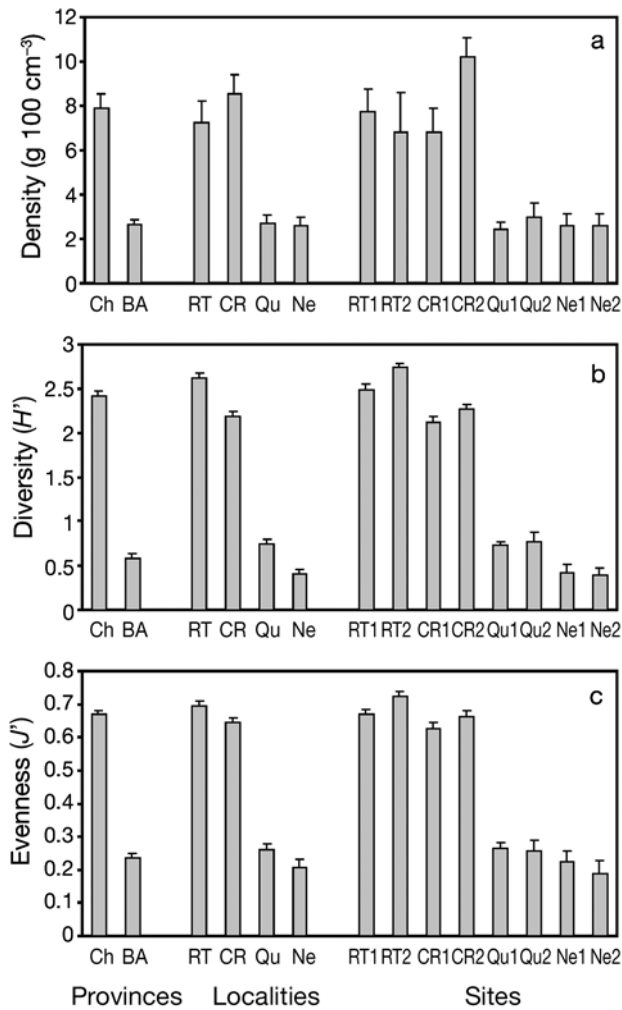 12
a
10
8
6
4
2
0
Density (g 100 cm⁻³)
Ch BA RT CR Qu Ne RT1 RT2 CR1 CR2 Qu1 Qu2 Ne1 Ne2
3
b
2.5
2
1.5
1
0.5
0
Diversity (H')
Ch BA RT CR Qu Ne RT1 RT2 CR1 CR2 Qu1 Qu2 Ne1 Ne2
0.8
c
0.7
0.6
0.5
0.4
0.3
0.2
0.1
0
Evenness (J')
Ch BA RT CR Qu Ne RT1 RT2 CR1 CR2 Qu1 Qu2 Ne1 Ne2
Provinces Localities Sites